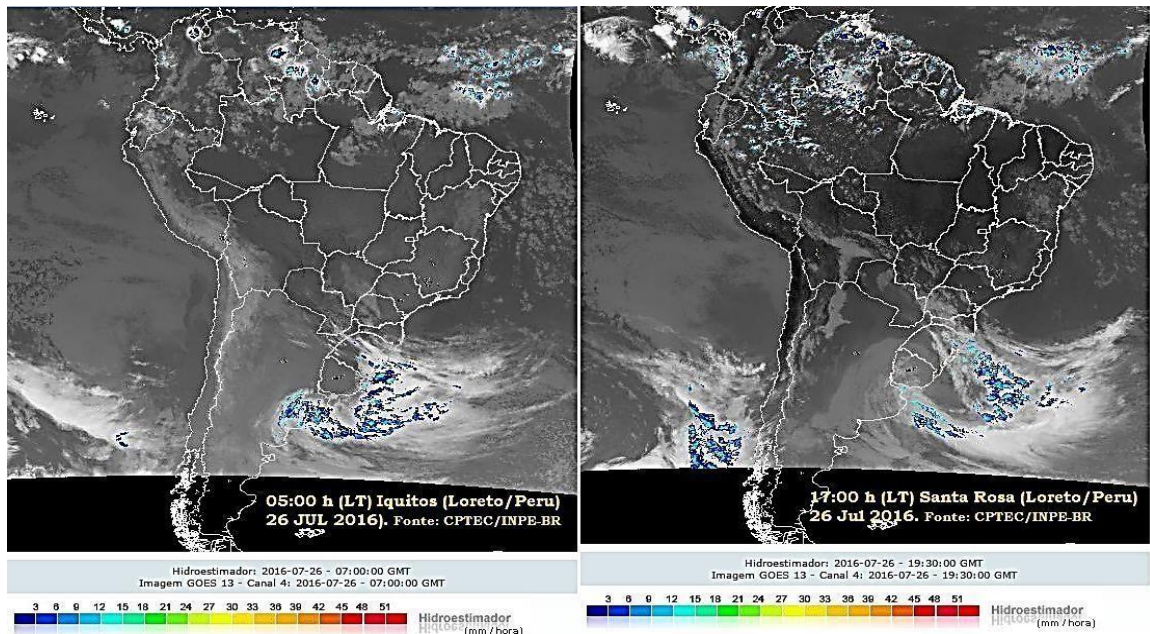 05:00 h (LT) Iquitos (Loreto/Peru)
26 JUL 2016). Fonte: CPTEC/INPE-BR
Hidroestimador: 2016-07-26 - 07:00:00 GMT
Imagem GOES 13 - Canal 4: 2016-07-26 - 07:00:00 GMT
3 6 9 12 15 18 21 24 27 30 33 36 39 42 45 48 51
Hidroestimador
(mm / hora)
17:00 h (LT) Santa Rosa (Loreto/Peru)
26 Jul 2016. Fonte: CPTEC/INPE-BR
Hidroestimador: 2016-07-26 - 19:30:00 GMT
Imagem GOES 13 - Canal 4: 2016-07-26 - 19:30:00 GMT
3 6 9 12 15 18 21 24 27 30 33 36 39 42 45 48 51
Hidroestimador
(mm / hora)